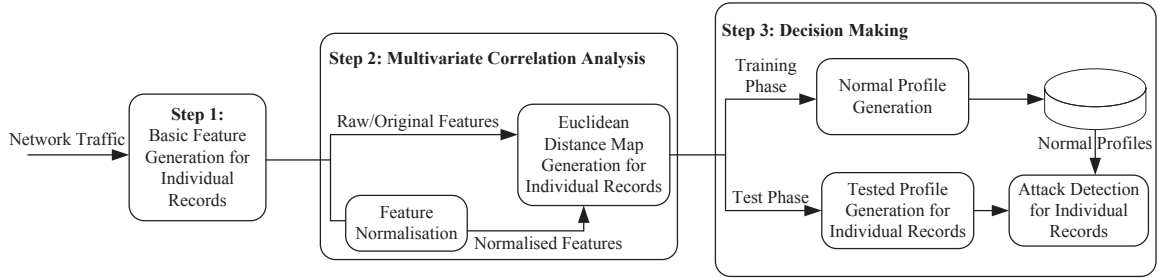 Network Traffic
Step 1:
Basic Feature
Generation for
Individual
Records
Step 2: Multivariate Correlation Analysis
Raw/Original Features
Feature
Normalisation
Normalised Features
Euclidean
Distance Map
Generation for
Individual Records
Step 3: Decision Making
Training
Phase
Normal Profile
Generation
Normal Profiles
Test Phase
Tested Profile
Generation for
Individual Records
Attack Detection
for Individual
Records